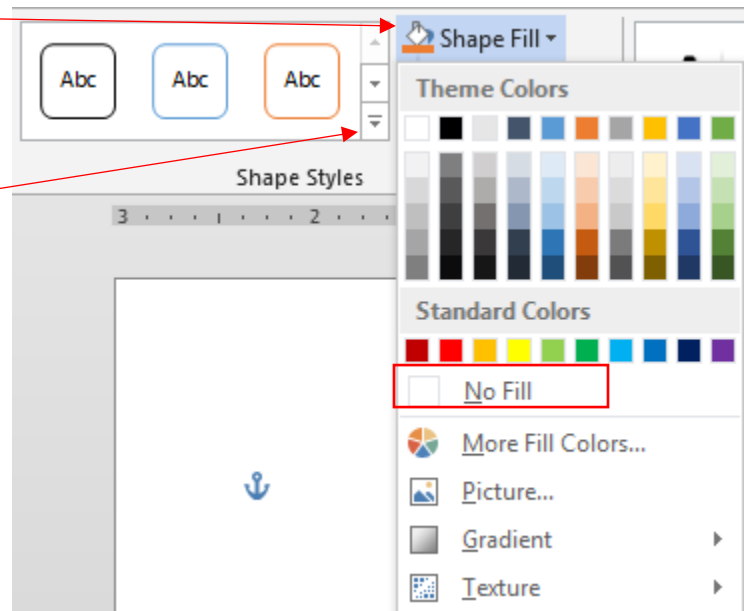 Shape Fill
Abc Abc Abc
Theme Colors
Shape Styles
3 2
Standard Colors
No Fill
More Fill Colors...
Picture...
Gradient
Texture